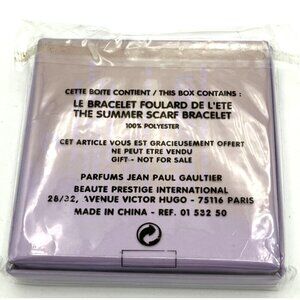 CETTE BOITE CONTIENT / THIS BOX CONTAINS :
LE BRACELET FOULARD DE L'ETE
THE SUMMER SCARF BRACELET
100% POLYESTER
CET ARTICLE VOUS EST GRACIEUSEMENT OFFERT
NE PEUT ETRE VENDU
GIFT - NOT FOR SALE
PARFUMS JEAN PAUL GAULTIER
BEAUTE PRESTIGE INTERNATIONAL
28/32, AVENUE VICTOR HUGO - 75116 PARIS
MADE IN CHINA - REF. 01 532 50